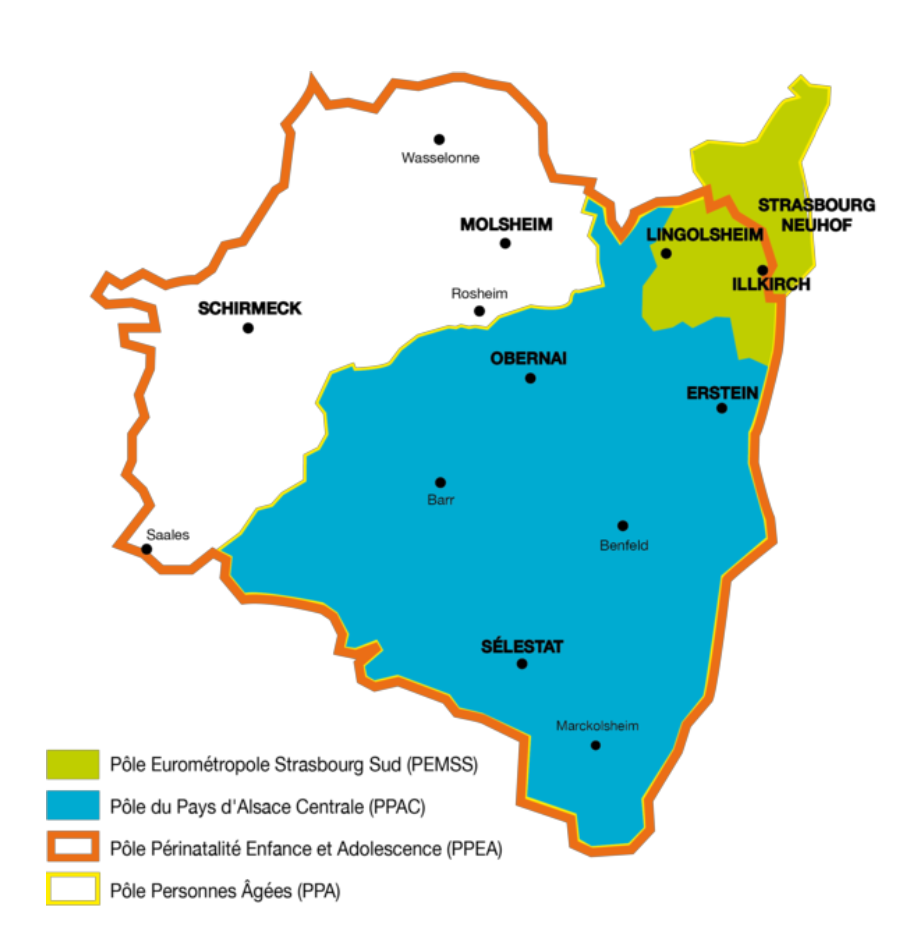 Wasselonne
STRASBOURG
NEUHOF
MOLSHEIM
LINGOLSHEIM
ILLKIRCH
Rosheim
SCHIRMECK
OBERNAI
ERSTEIN
Barr
Saales
Benfeld
SÉLESTAT
Marckolsheim
Pôle Eurométropole Strasbourg Sud (PEMSS)
Pôle du Pays d'Alsace Centrale (PPAC)
Pôle Périnatalité Enfance et Adolescence (PPEA)
Pôle Personnes Âgées (PPA)